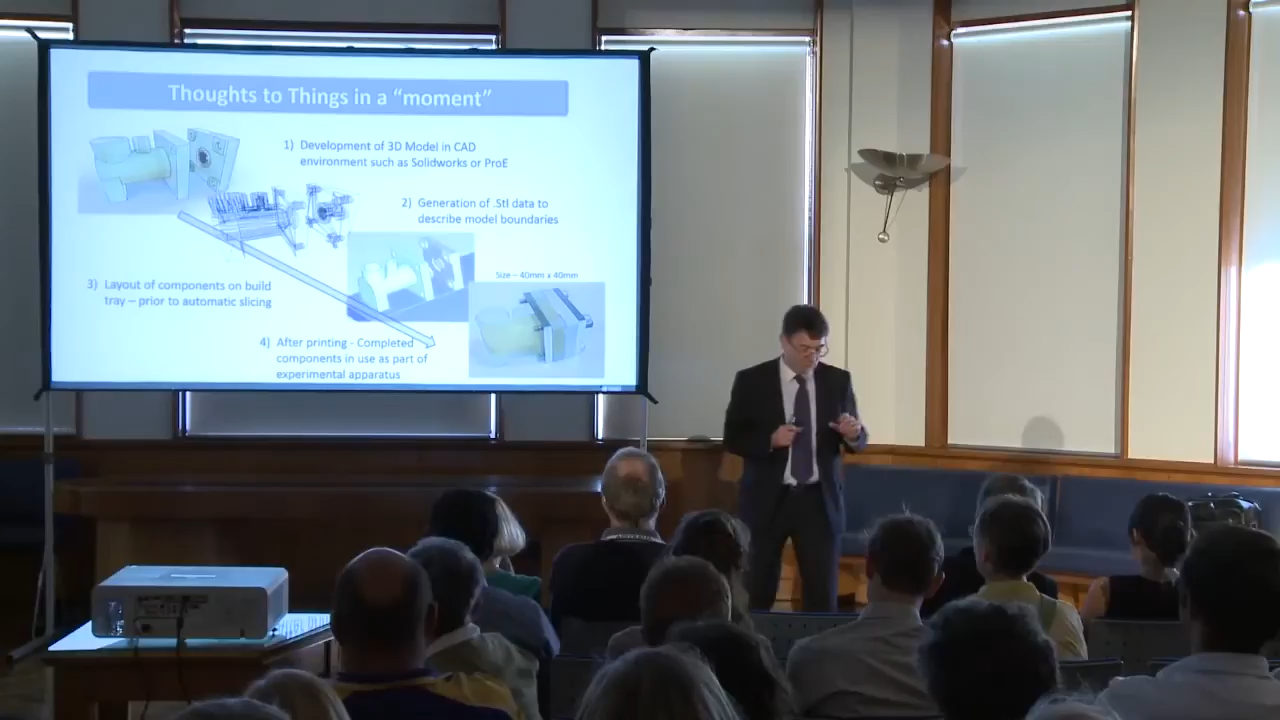 Thoughts to Things in a “moment”
1) Development of 3D Model in CAD
environment such as Solidworks or ProE
2) Generation of .Stl data to
describe model boundaries
Size – 40mm x 40mm
3) Layout of components on build
tray – prior to automatic slicing
4) After printing - Completed
components in use as part of
experimental apparatus